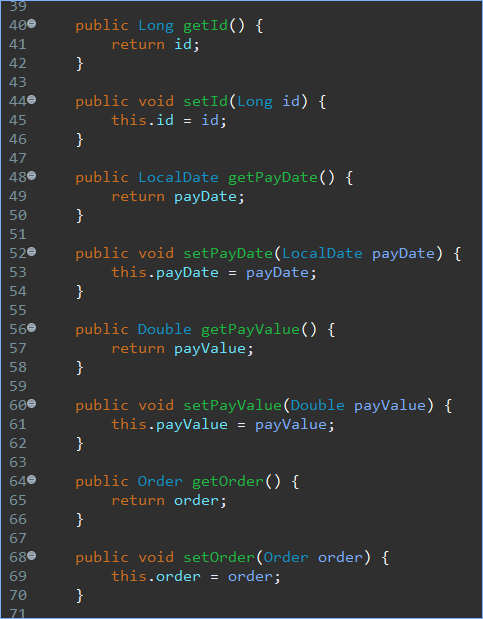 39
40 public Long getId() {
41 return id;
42 }
43
44 public void setId(Long id) {
45 this.id = id;
46 }
47
48 public LocalDate getPayDate() {
49 return payDate;
50 }
51
52 public void setPayDate(LocalDate payDate) {
53 this.payDate = payDate;
54 }
55
56 public Double getPayValue() {
57 return payValue;
58 }
59
60 public void setPayValue(Double payValue) {
61 this.payValue = payValue;
62 }
63
64 public Order getOrder() {
65 return order;
66 }
67
68 public void setOrder(Order order) {
69 this.order = order;
70 }
71